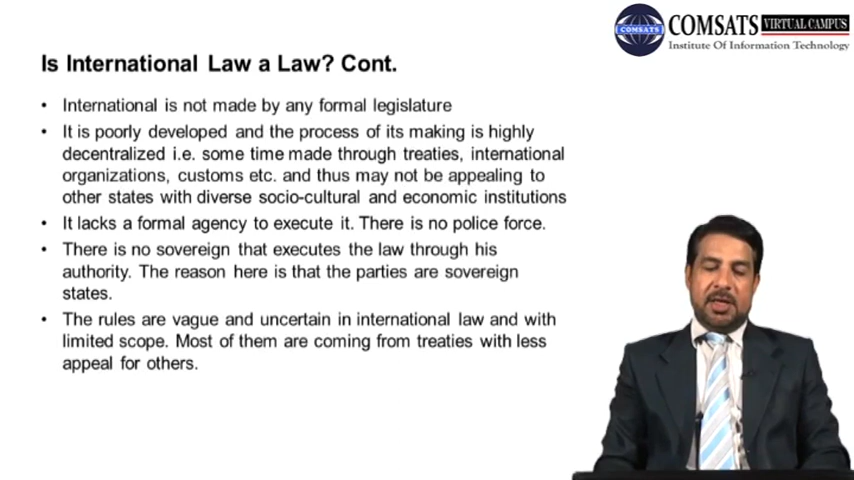 COMSATS VIRTUAL CAMPUS
COMSATS
Institute Of Information Technology
Is International Law a Law? Cont.
• International is not made by any formal legislature
• It is poorly developed and the process of its making is highly
decentralized i.e. some time made through treaties, international
organizations, customs etc. and thus may not be appealing to
other states with diverse socio-cultural and economic institutions
• It lacks a formal agency to execute it. There is no police force.
• There is no sovereign that executes the law through his
authority. The reason here is that the parties are sovereign
states.
• The rules are vague and uncertain in international law and with
limited scope. Most of them are coming from treaties with less
appeal for others.